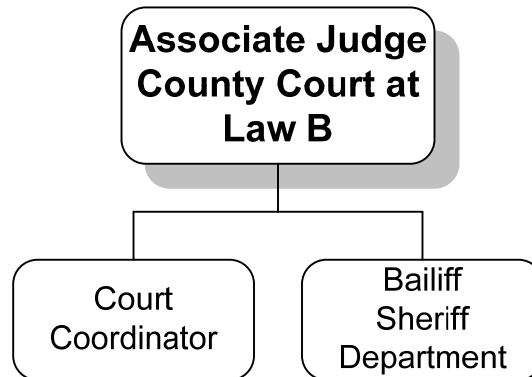 Associate Judge
County Court at
Law B
Court
Coordinator
Bailiff
Sheriff
Department